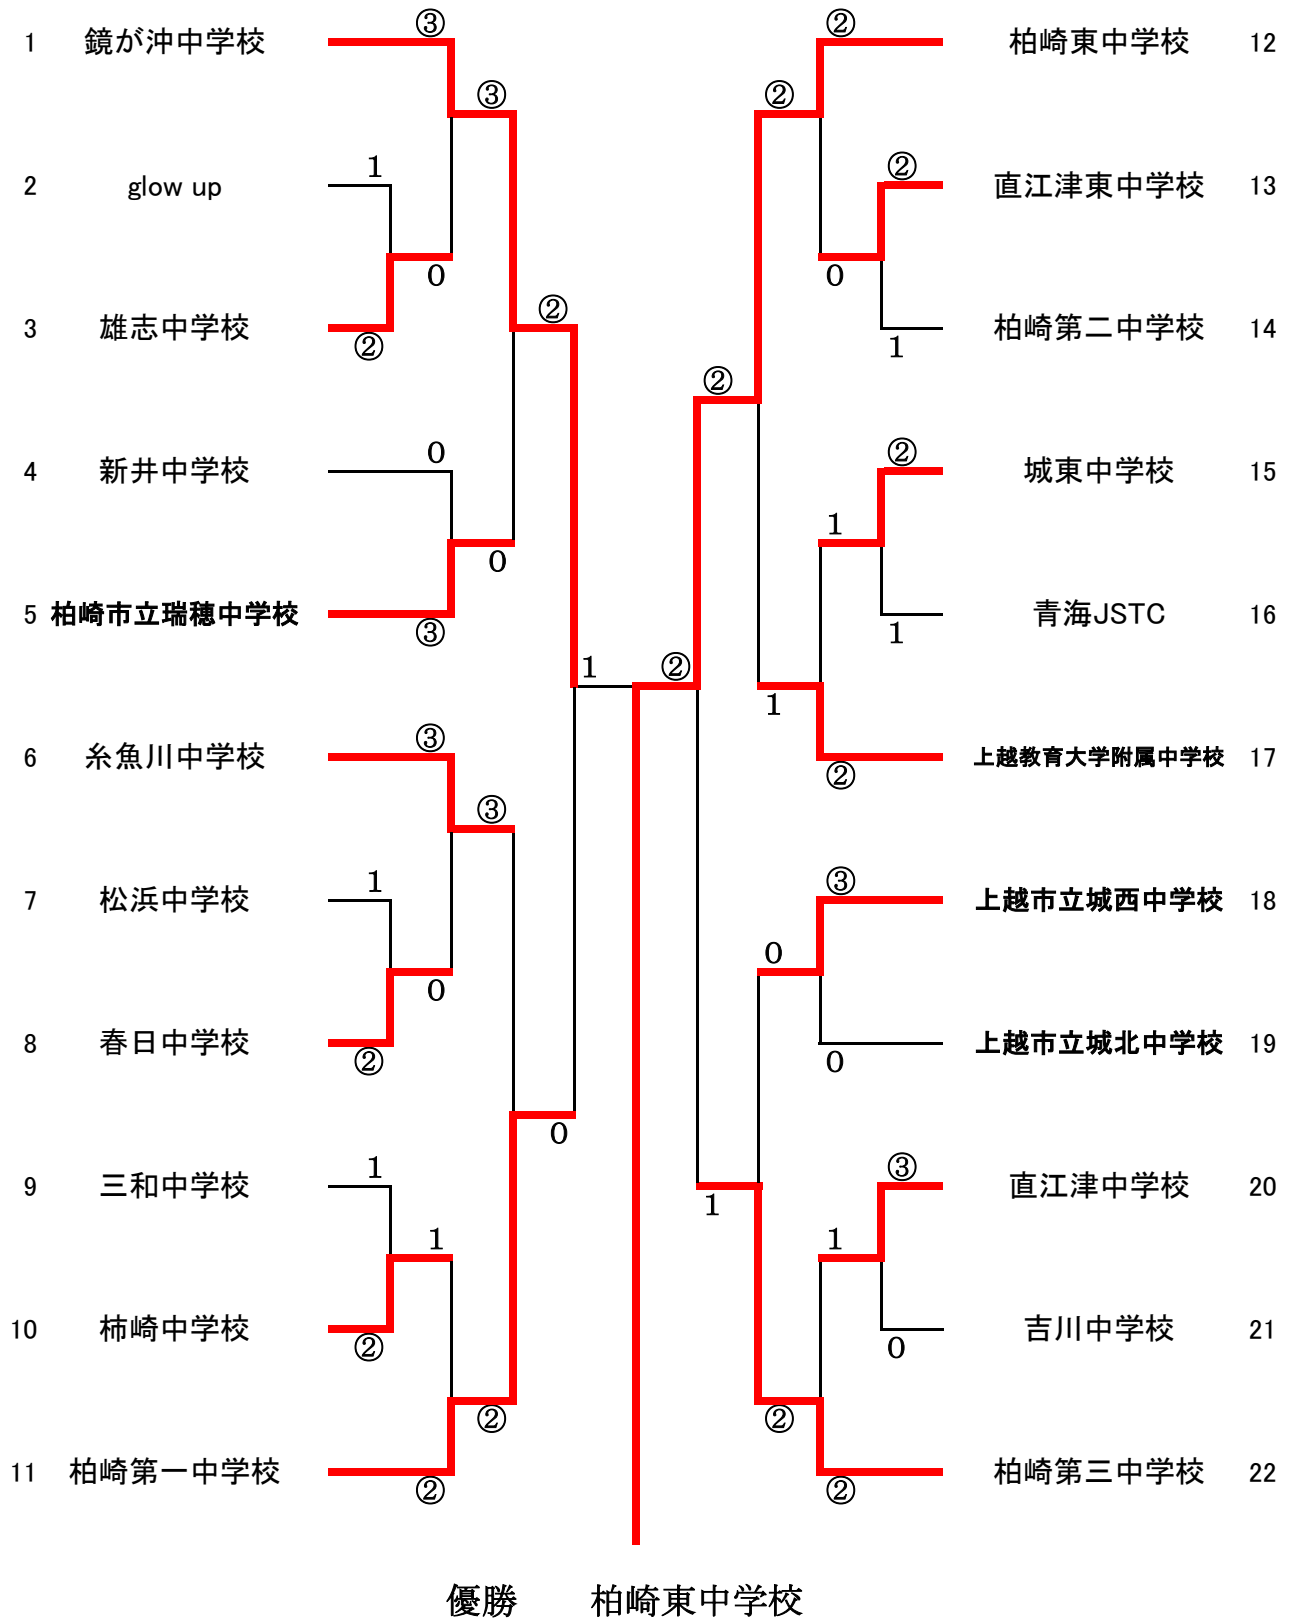 1 鏡が沖中学校 ③ ② 柏崎東中学校 12
③ ②
2 glow up 1 ② 直江津東中学校 13
0 0
3 雄志中学校 ② ② 柏崎第二中学校 14
1
②
4 新井中学校 0 ② 城東中学校 15
0 1
5 柏崎市立瑞穂中学校 ③ 青海JSTC 16
1
1 ②
1
6 糸魚川中学校 ③ ② 上越教育大学附属中学校 17
③
7 松浜中学校 1 ③ 上越市立城西中学校 18
0 0
8 春日中学校 ② 0 上越市立城北中学校 19
0
9 三和中学校 1 ③ 直江津中学校 20
1
1 1
10 柿崎中学校 ② 0 吉川中学校 21
② ②
11 柏崎第一中学校 ② ② 柏崎第三中学校 22
優勝 柏崎東中学校